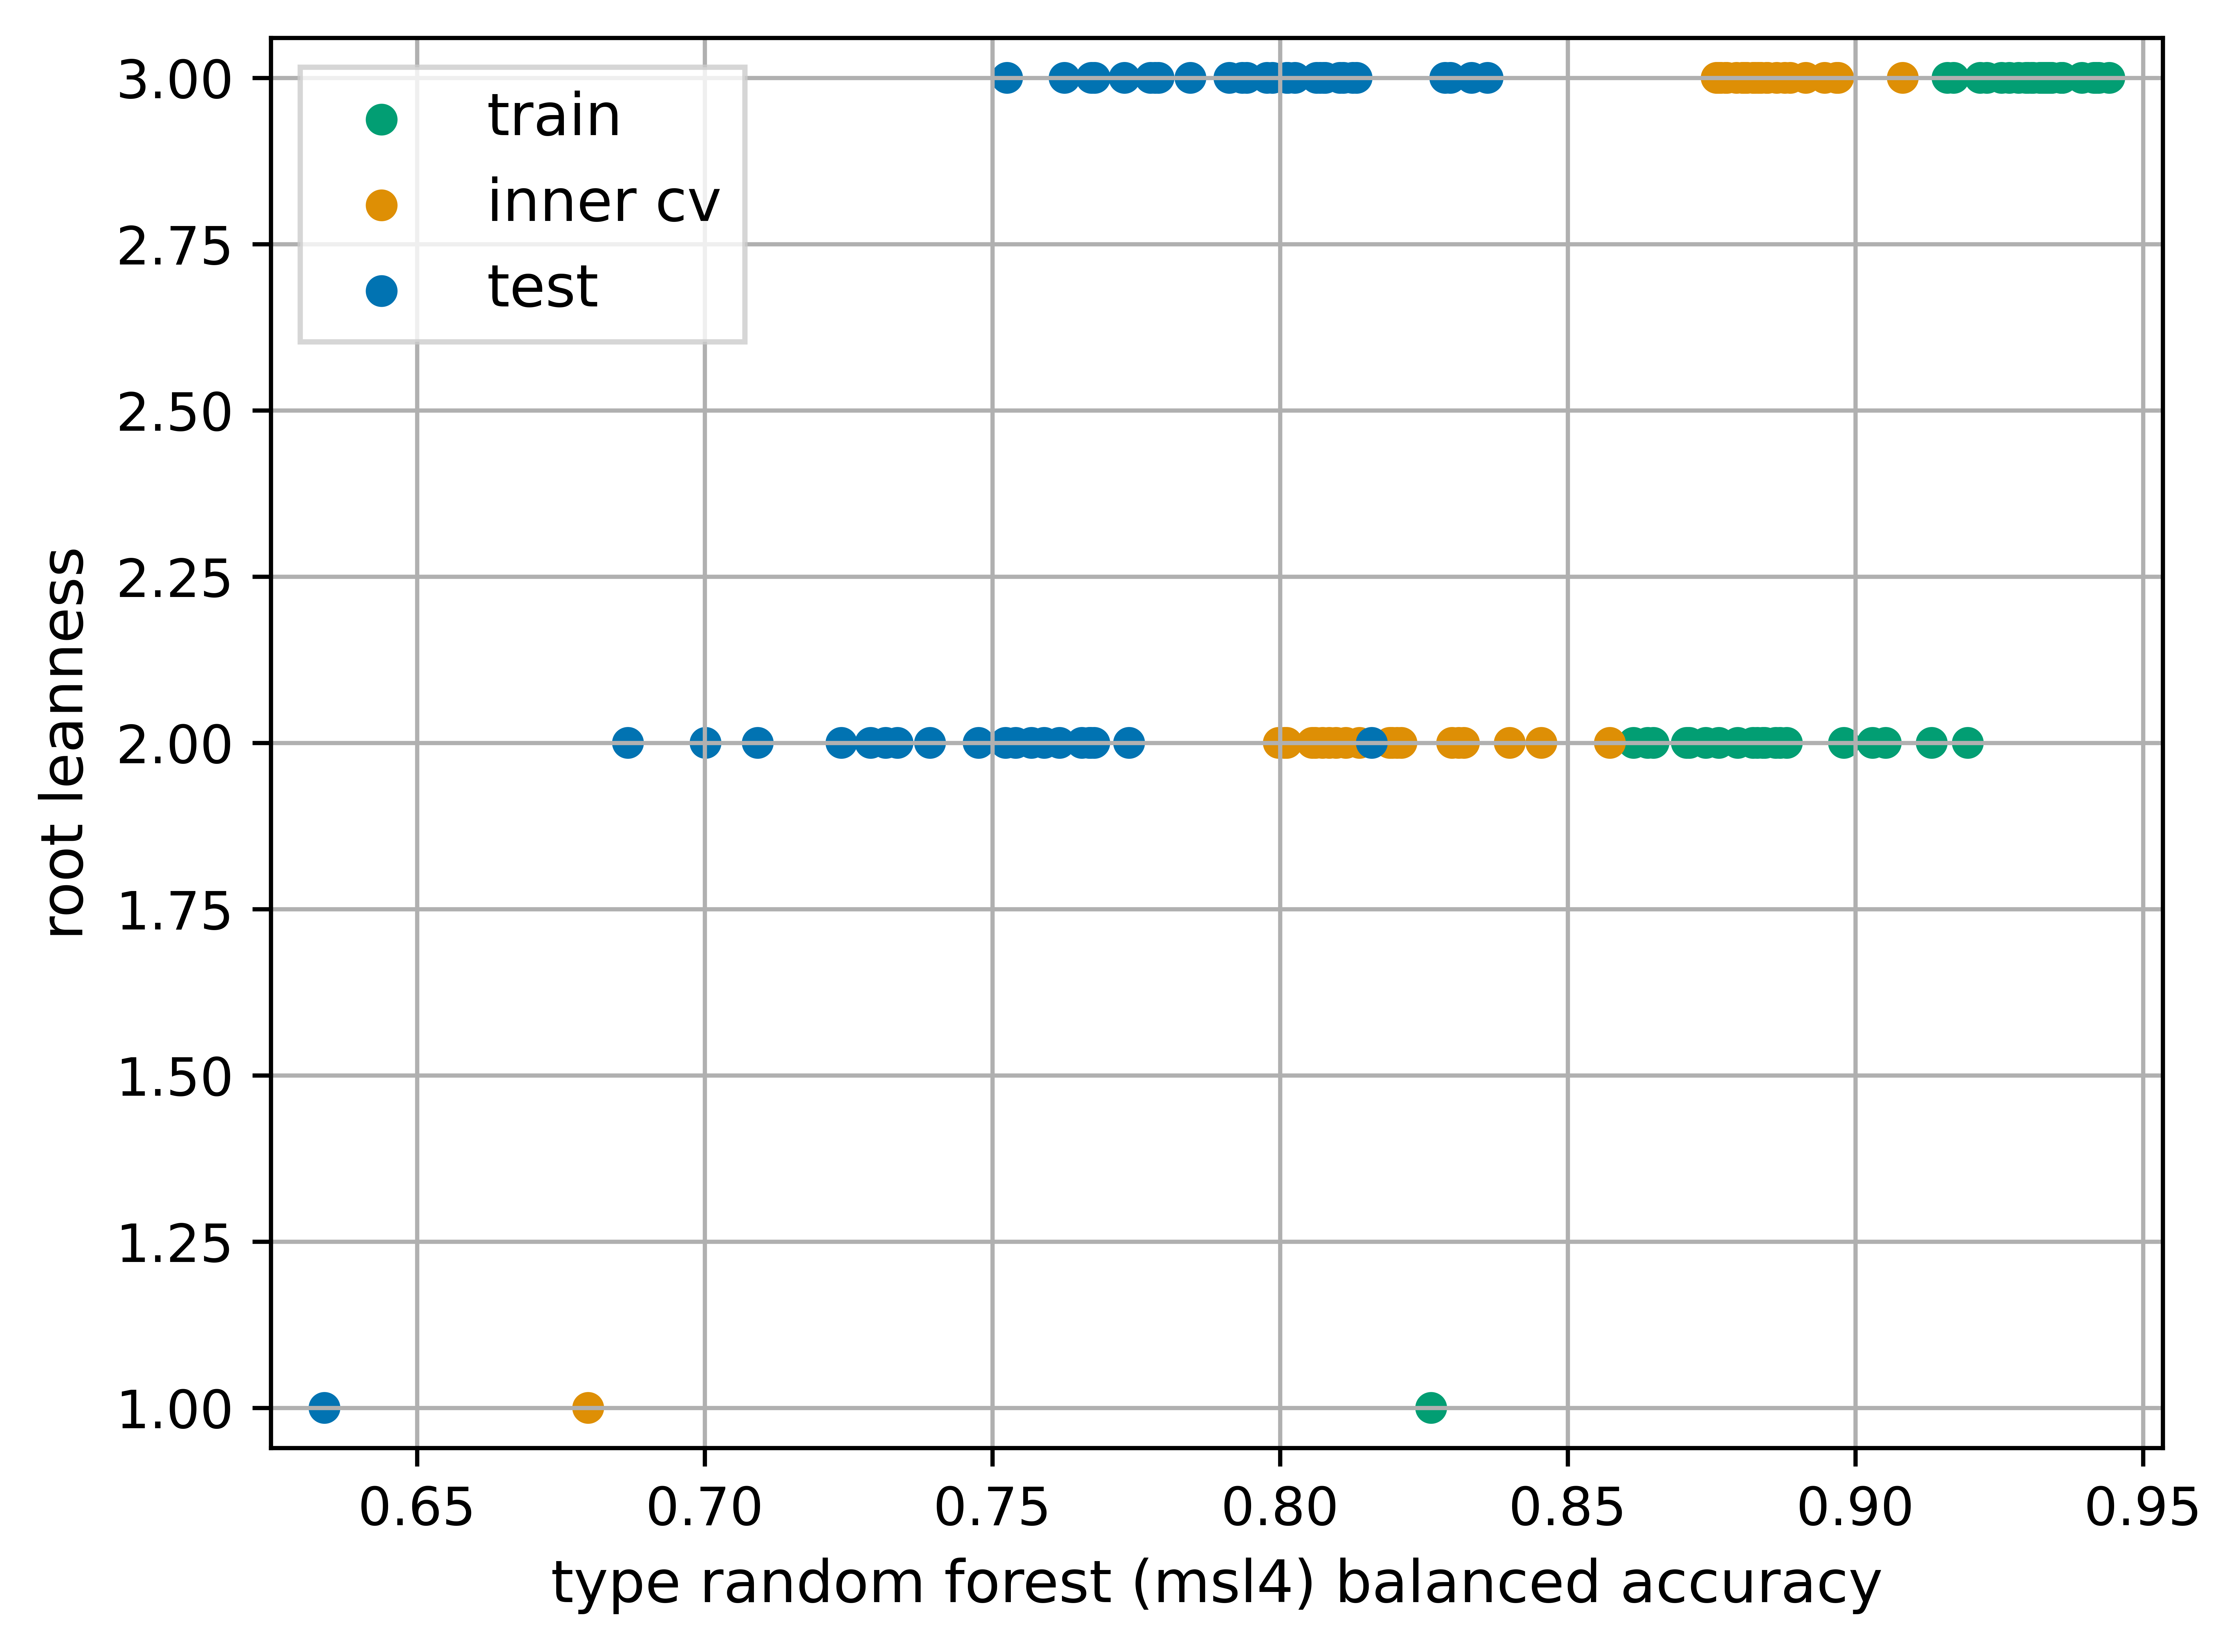 train
inner cv
test
3.00
2.75
2.50
2.25
2.00
1.75
1.50
1.25
1.00
root leanness
0.65 0.70 0.75 0.80 0.85 0.90 0.95
type random forest (msl4) balanced accuracy